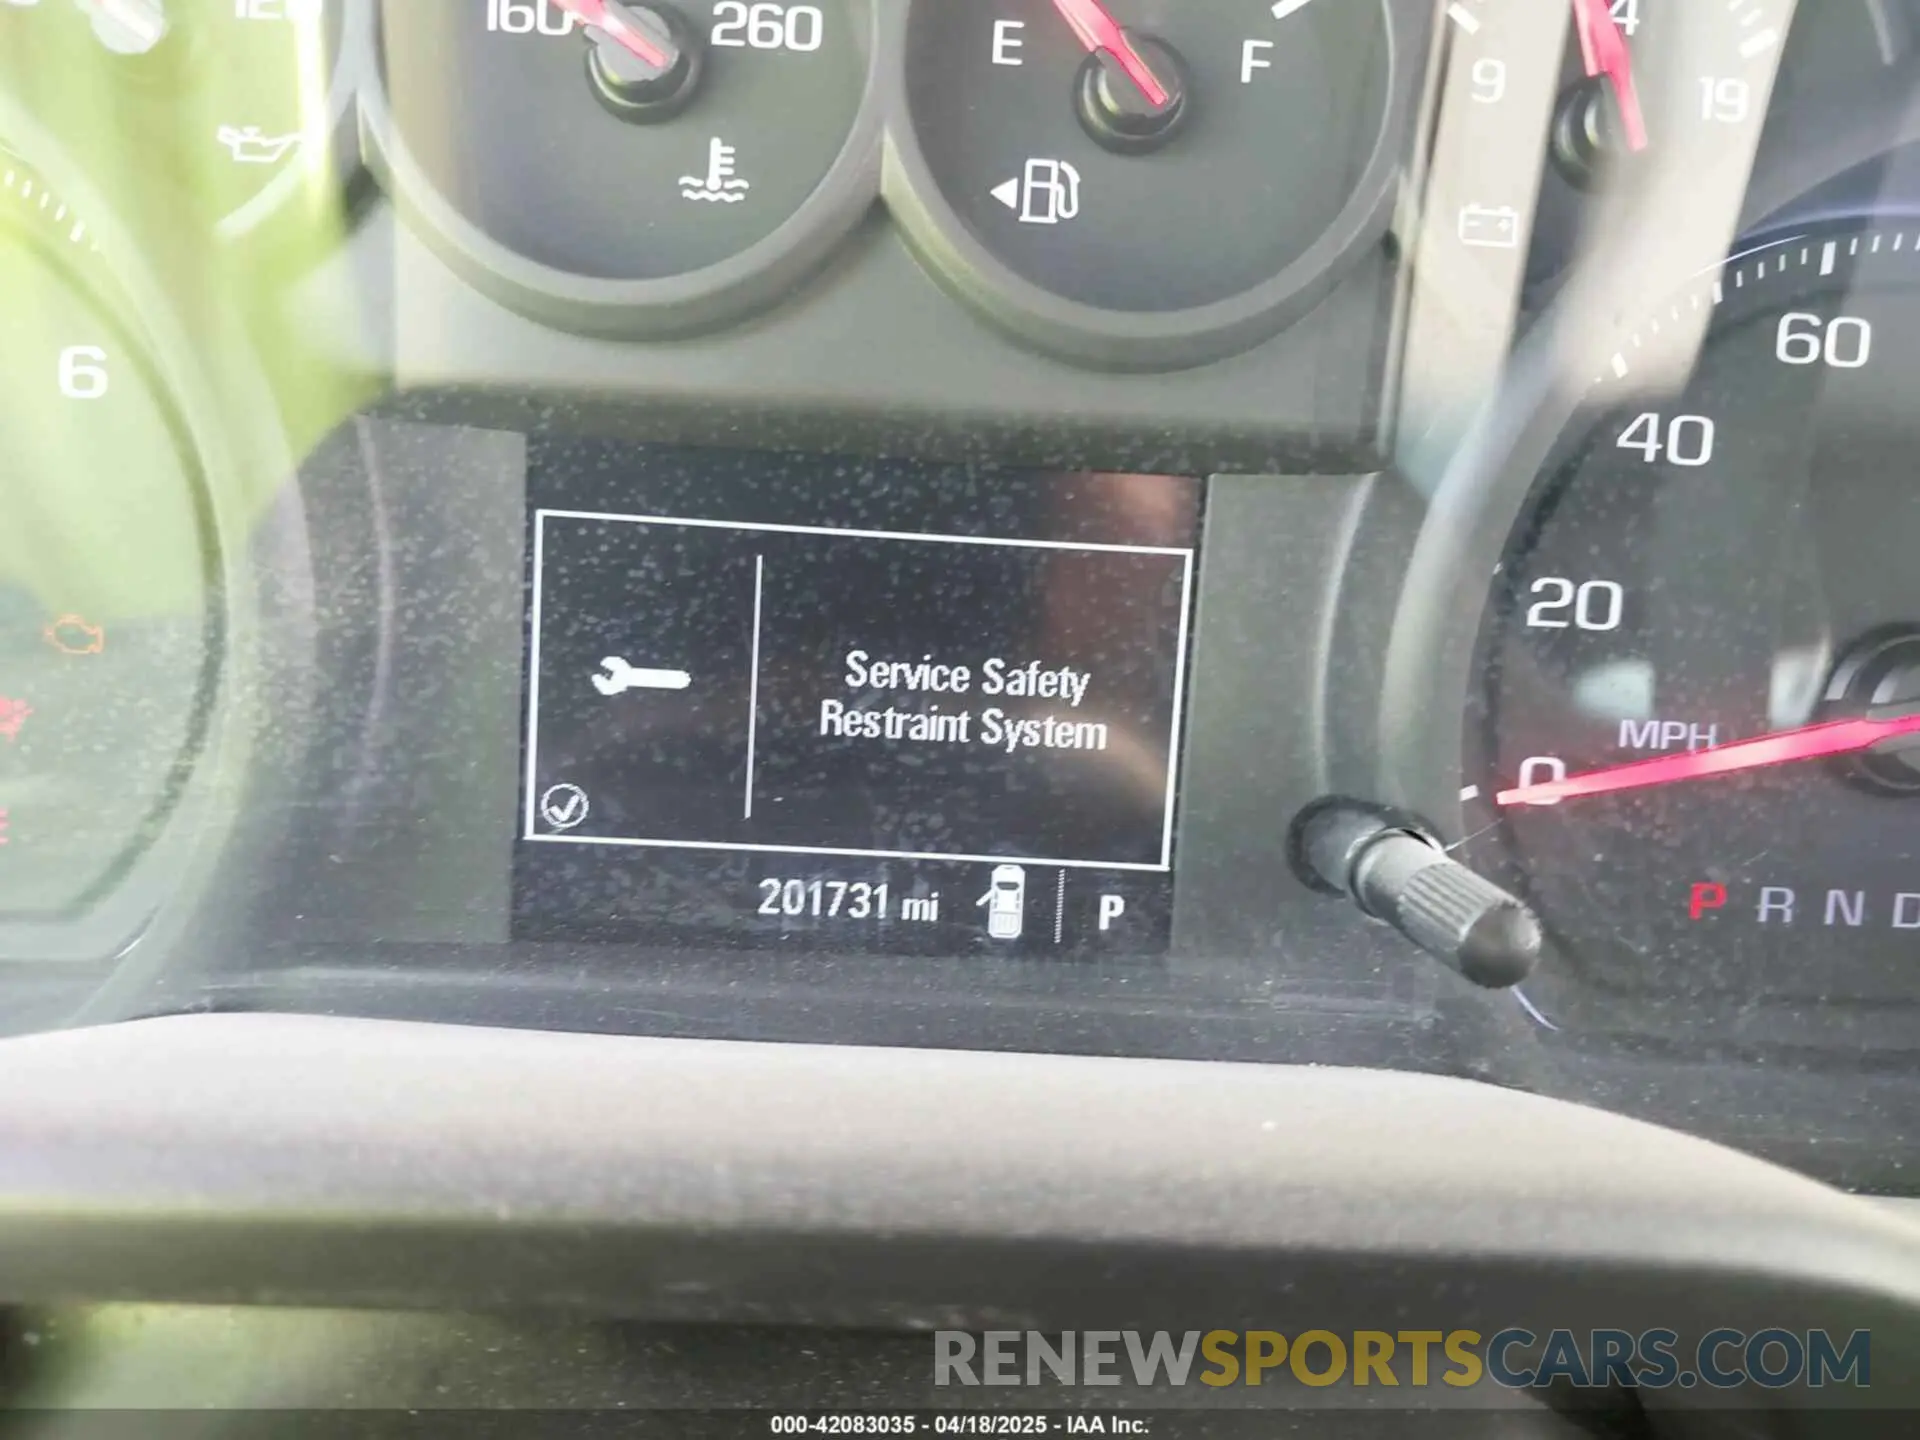 160
260
E
F
4
9
19
6
60
40
20
MPH
0
Service Safety
Restraint System
201731 mi
P
P R N D
RENEWSPORTSCARS.COM
000-42083035 - 04/18/2025 - IAA Inc.